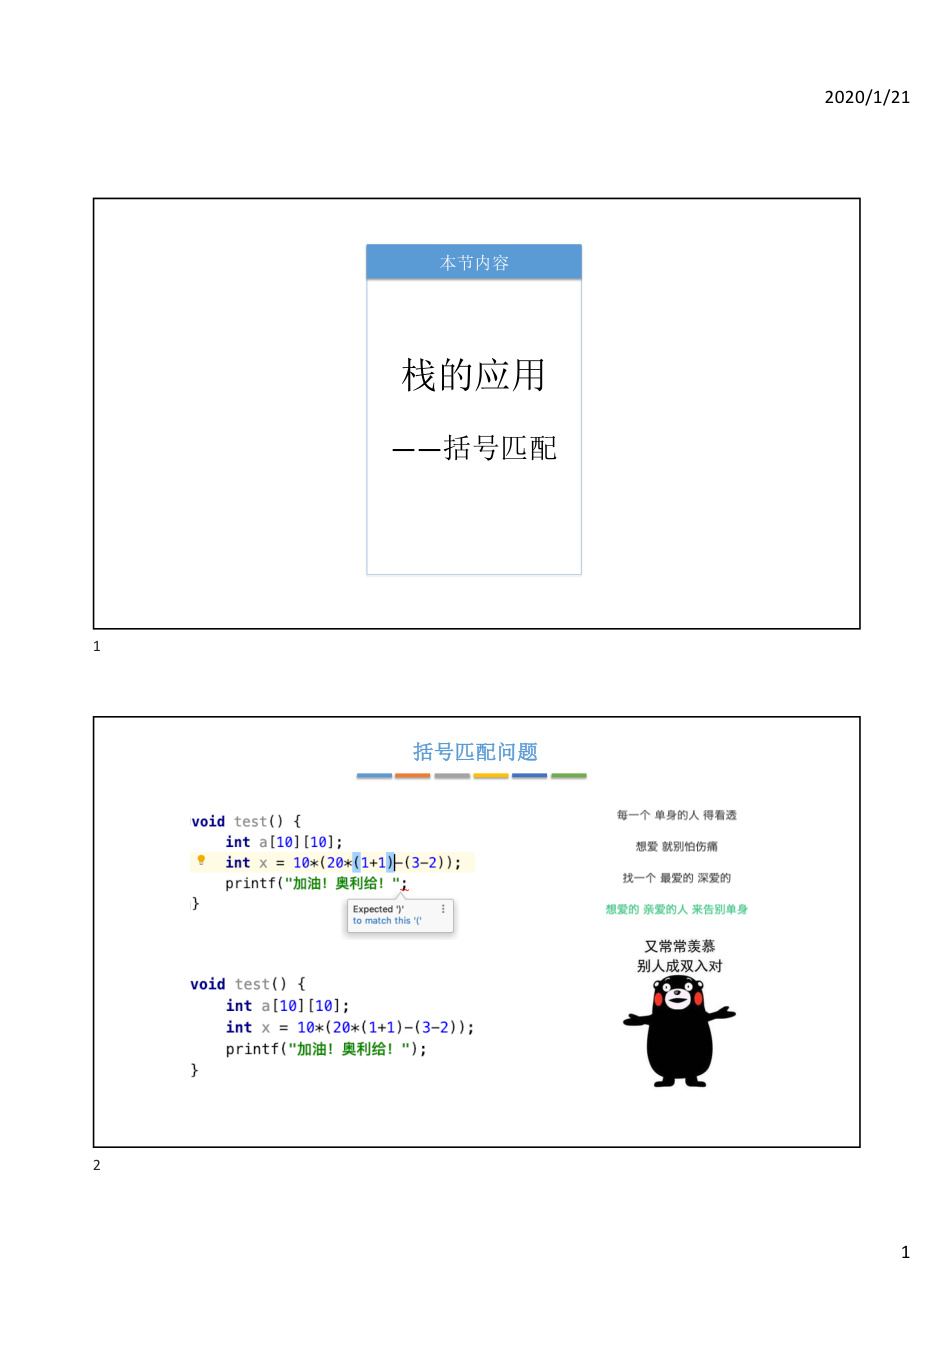 2020/1/21
本节内容
栈的应用
——括号匹配
1
括号匹配问题
void test() {
    int a[10][10];
    int x = 10*(20*(1+1)-(3-2));
    printf("加油！奥利给！";
}
Expected ')'
to match this '('
void test() {
    int a[10][10];
    int x = 10*(20*(1+1)-(3-2));
    printf("加油！奥利给！");
}
每一个 单身的人 得看透
想爱 就别怕伤痛
找一个 最爱的 深爱的
想爱的 亲爱的人 来告别单身
又常常羡慕
别人成双入对
2
1